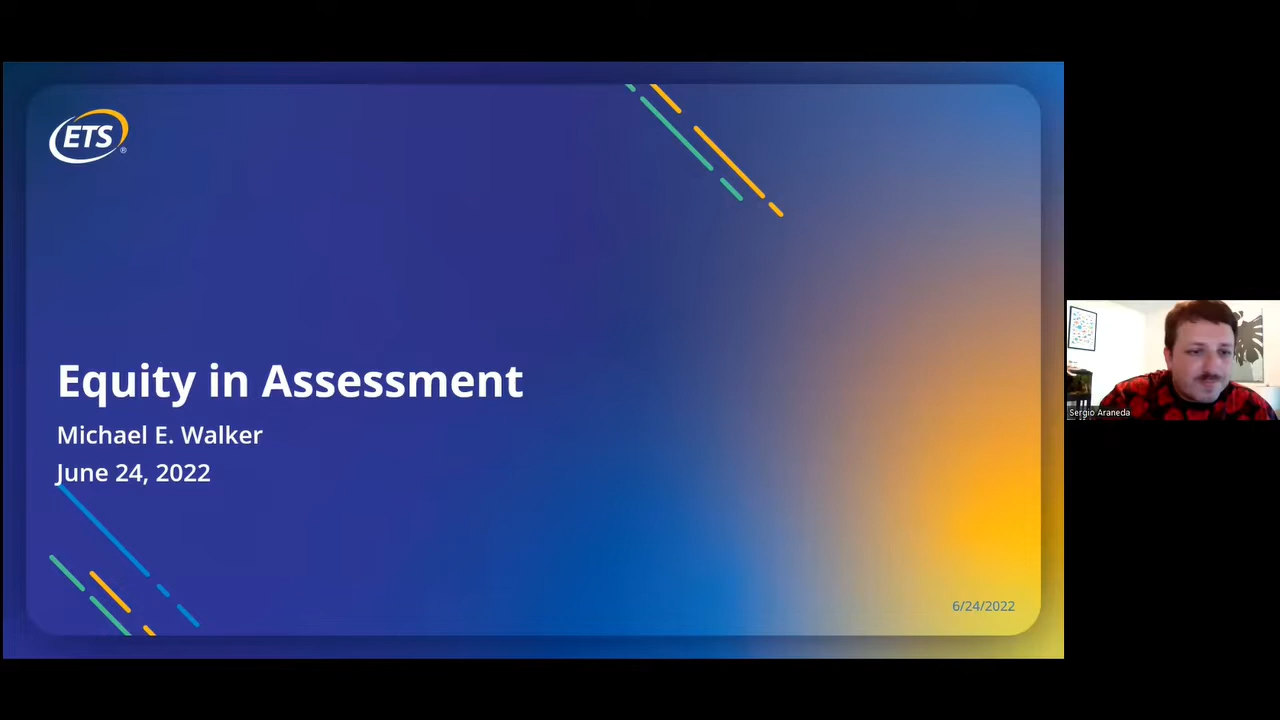 ETS
®
Equity in Assessment
Michael E. Walker
June 24, 2022
6/24/2022
Sergio Araneda